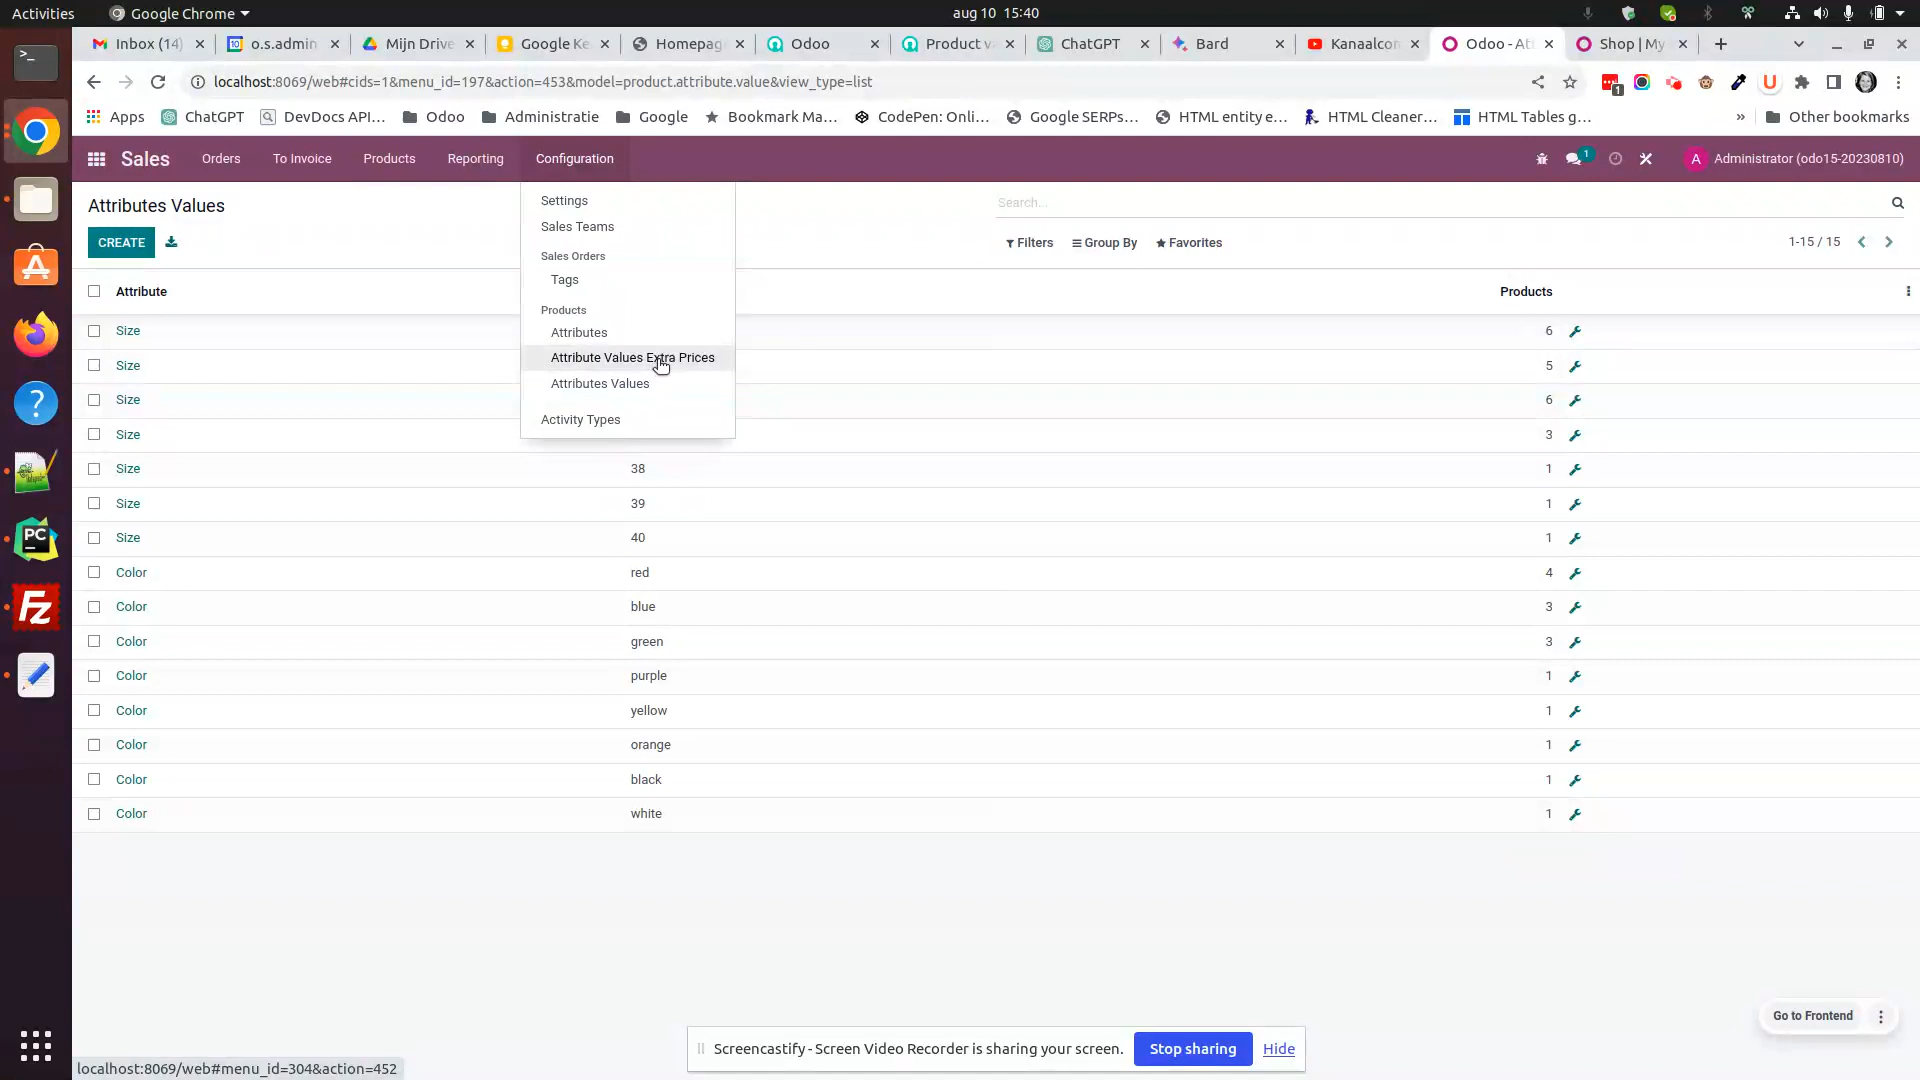 Activities
Google Chrome
aug 10 15:40
Inbox (14)
o.s.admin
Mijn Drive
Google Ke
Homepag
Odoo
Product v
ChatGPT
Bard
Kanaalcon
Odoo - Att
Shop | My
localhost:8069/web#cids=1&menu_id=197&action=453&model=product.attribute.value&view_type=list
1
Apps
ChatGPT
DevDocs API...
Odoo
Administratie
Google
Bookmark Ma...
CodePen: Onli...
Google SERPs...
HTML entity e...
HTML Cleaner...
HTML Tables g...
»
Other bookmarks
Sales
Orders
To Invoice
Products
Reporting
Configuration
1
A
Administrator (odo15-20230810)
Attributes Values
Search...
CREATE
Filters
Group By
Favorites
1-15 / 15
Settings
Sales Teams
Sales Orders
Tags
Products
Attributes
Attribute Values Extra Prices
Attributes Values
Activity Types
Attribute
Products
Size 6
Size 5
Size 6
Size 3
Size 38 1
Size 39 1
Size 40 1
Color red 4
Color blue 3
Color green 3
Color purple 1
Color yellow 1
Color orange 1
Color black 1
Color white 1
PC
Fz
Go to Frontend
Screencastify - Screen Video Recorder is sharing your screen.
Stop sharing
Hide
localhost:8069/web#menu_id=304&action=452